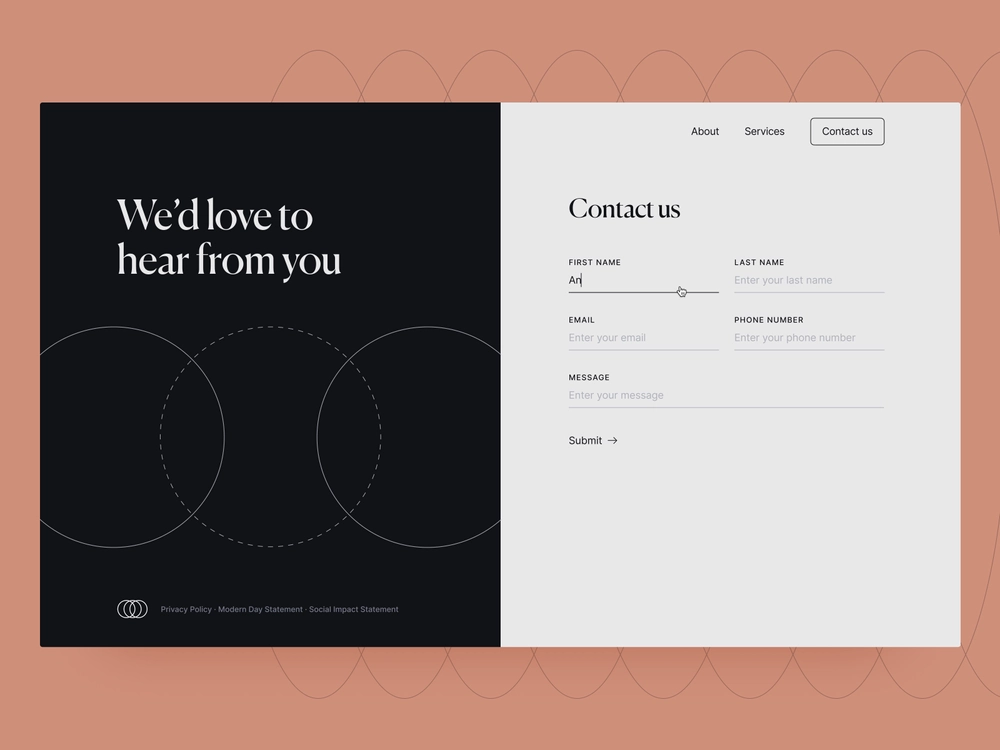 We’d love to
hear from you
Privacy Policy · Modern Day Statement · Social Impact Statement
About Services Contact us
Contact us
FIRST NAME LAST NAME
An Enter your last name
EMAIL PHONE NUMBER
Enter your email Enter your phone number
MESSAGE
Enter your message
Submit →